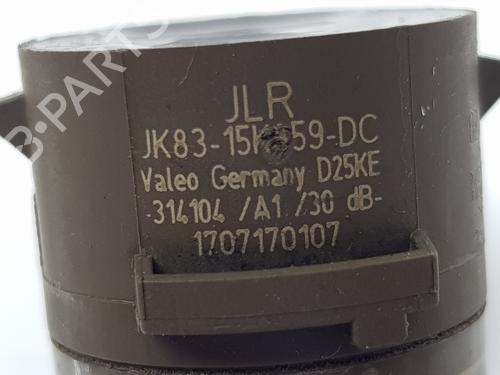 JLR
Valeo Germany D25KE
-314104 /A1 /30 dB-
1707170107